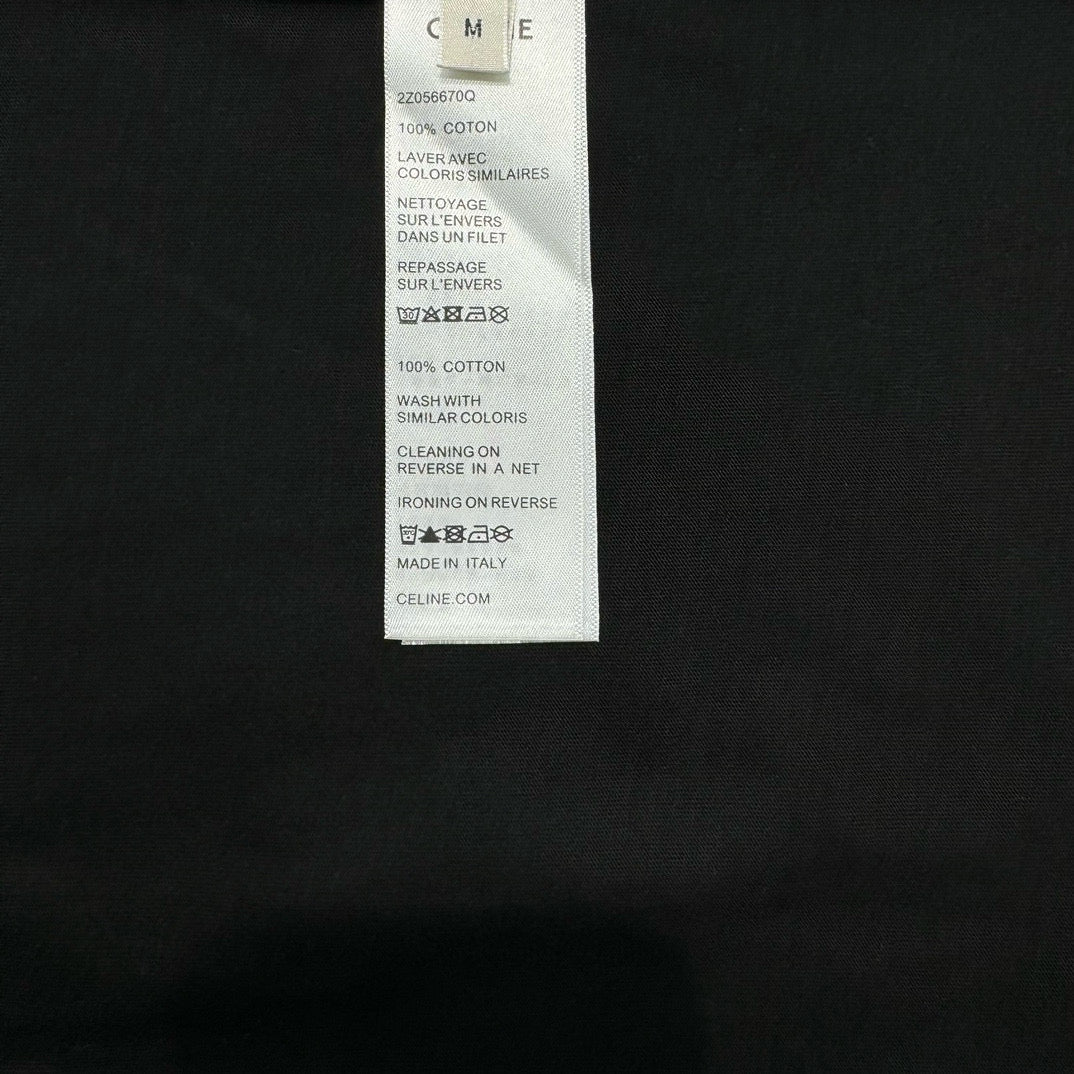 M
2Z056670Q
100% COTON
LAVER AVEC
COLORIS SIMILAIRES
NETTOYAGE
SUR L'ENVERS
DANS UN FILET
REPASSAGE
SUR L'ENVERS
30
100% COTTON
WASH WITH
SIMILAR COLORIS
CLEANING ON
REVERSE IN A NET
IRONING ON REVERSE
MADE IN ITALY
CELINE.COM